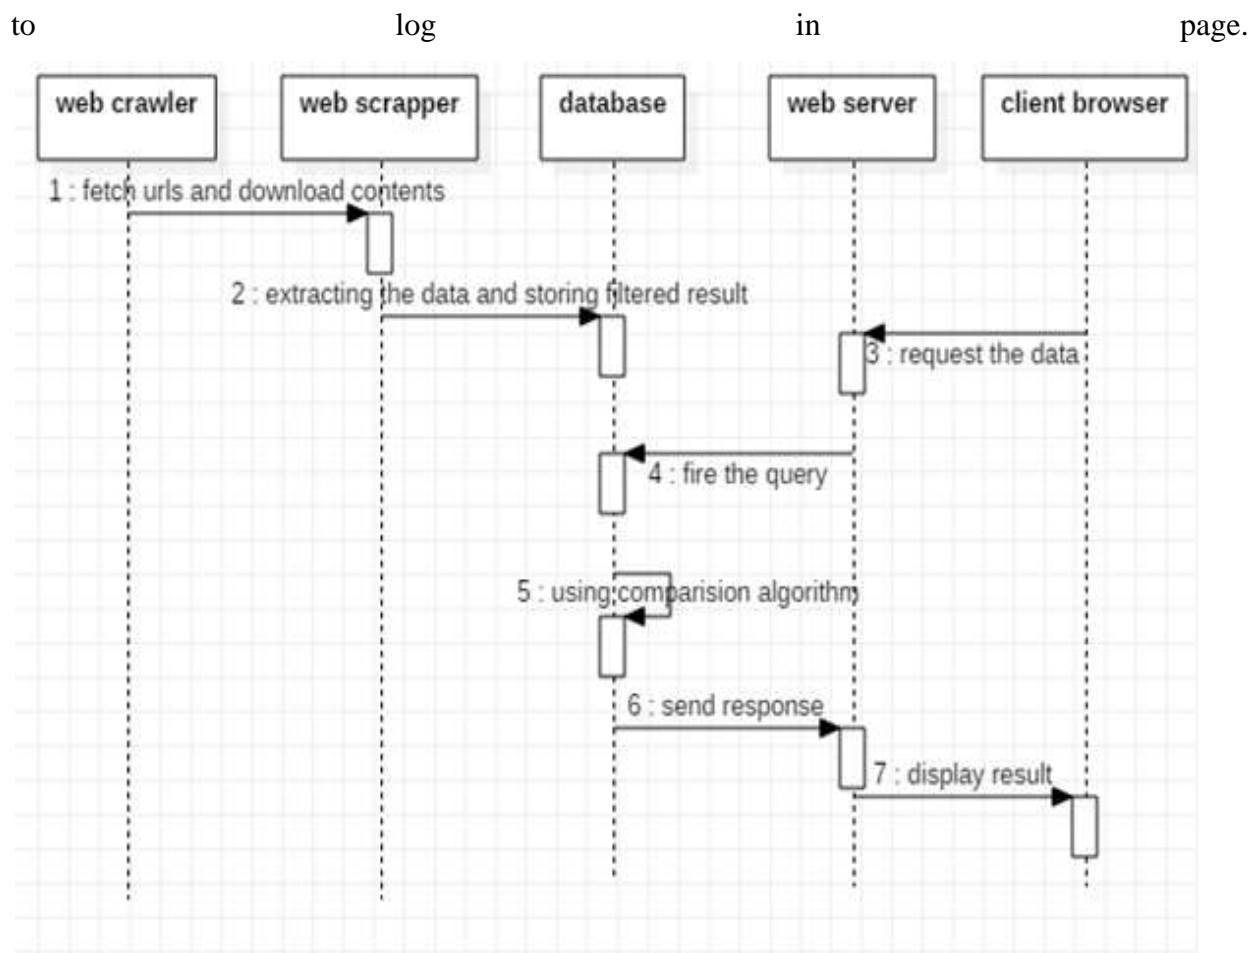 to log in page.
web crawler web scrapper database web server client browser
1 : fetch urls and download contents
2 : extracting the data and storing filtered result
3 : request the data
4 : fire the query
5 : using comparision algorithm
6 : send response
7 : display result